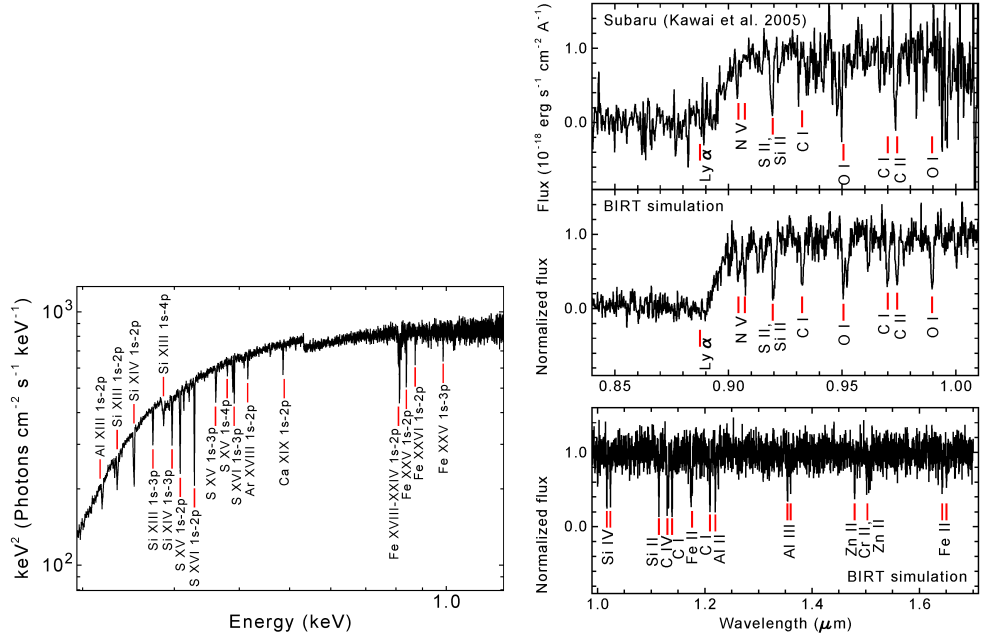 keV² (Photons cm⁻² s⁻¹ keV⁻¹)
10³
10²
Al XIII 1s-2p
Si XIII 1s-2p
Si XIV 1s-2p
Si XIII 1s-4p
Si XIII 1s-3p
Si XIV 1s-3p
S XV 1s-2p
S XVI 1s-2p
S XV 1s-3p
S XV 1s-4p
S XVI 1s-3p
Ar XVIII 1s-2p
Ca XIX 1s-2p
Fe XVIII-XXIV 1s-2p
Fe XXV 1s-2p
Fe XXVI 1s-2p
Fe XXV 1s-3p
1.0
Energy (keV)
Subaru (Kawai et al. 2005)
Flux (10⁻¹⁸ erg s⁻¹ cm⁻² A⁻¹)
1.0
0.0
Ly α
N V
S II,
Si II
C I
O I
C I
C II
O I
BIRT simulation
Normalized flux
1.0
0.0
Ly α
N V
S II,
Si II
C I
O I
C I
C II
O I
0.85 0.90 0.95 1.00
Normalized flux
1.0
0.0
Si IV
Si II
C IV
C I
Fe II
C I
Al II
Al III
Zn II
Cr II,
Zn II
Fe II
BIRT simulation
1.0 1.2 1.4 1.6
Wavelength (μm)